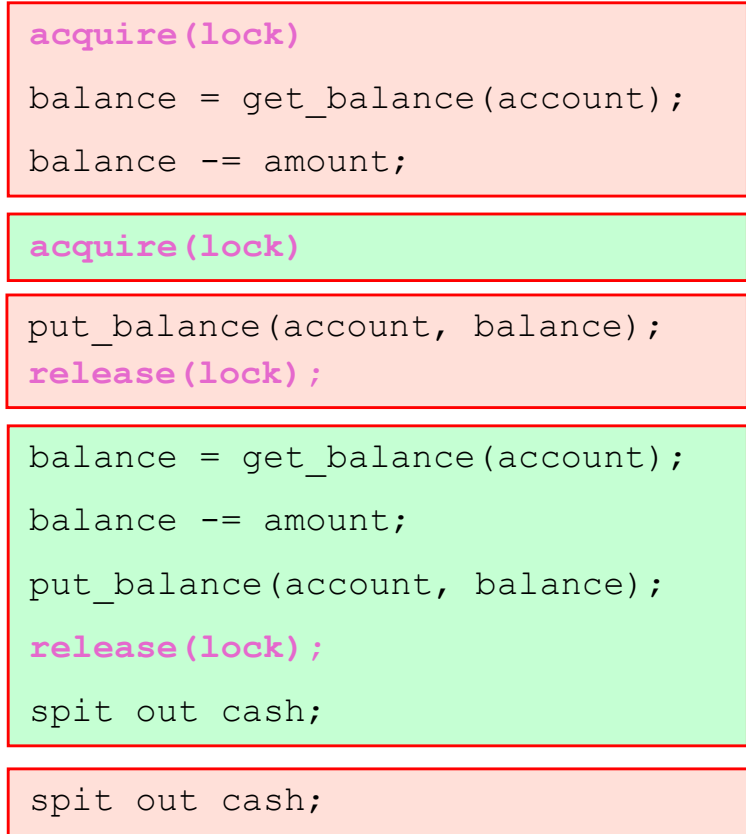 acquire(lock)
balance = get_balance(account);
balance -= amount;
acquire(lock)
put_balance(account, balance);
release(lock);
balance = get_balance(account);
balance -= amount;
put_balance(account, balance);
release(lock);
spit out cash;
spit out cash;